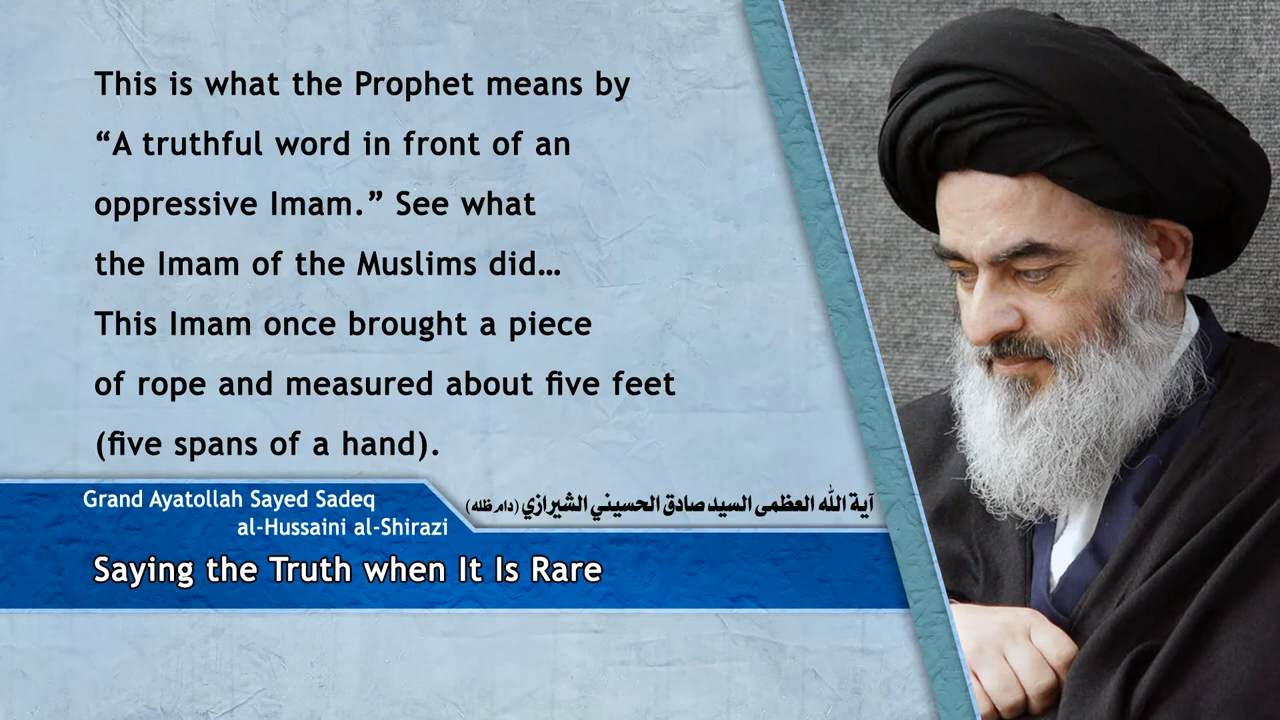 This is what the Prophet means by
“A truthful word in front of an
oppressive Imam.” See what
the Imam of the Muslims did…
This Imam once brought a piece
of rope and measured about five feet
(five spans of a hand).
Grand Ayatollah Sayed Sadeq
al-Hussaini al-Shirazi
آية الله العظمى السيد صادق الحسيني الشيرازي (دام ظله)
Saying the Truth when It Is Rare